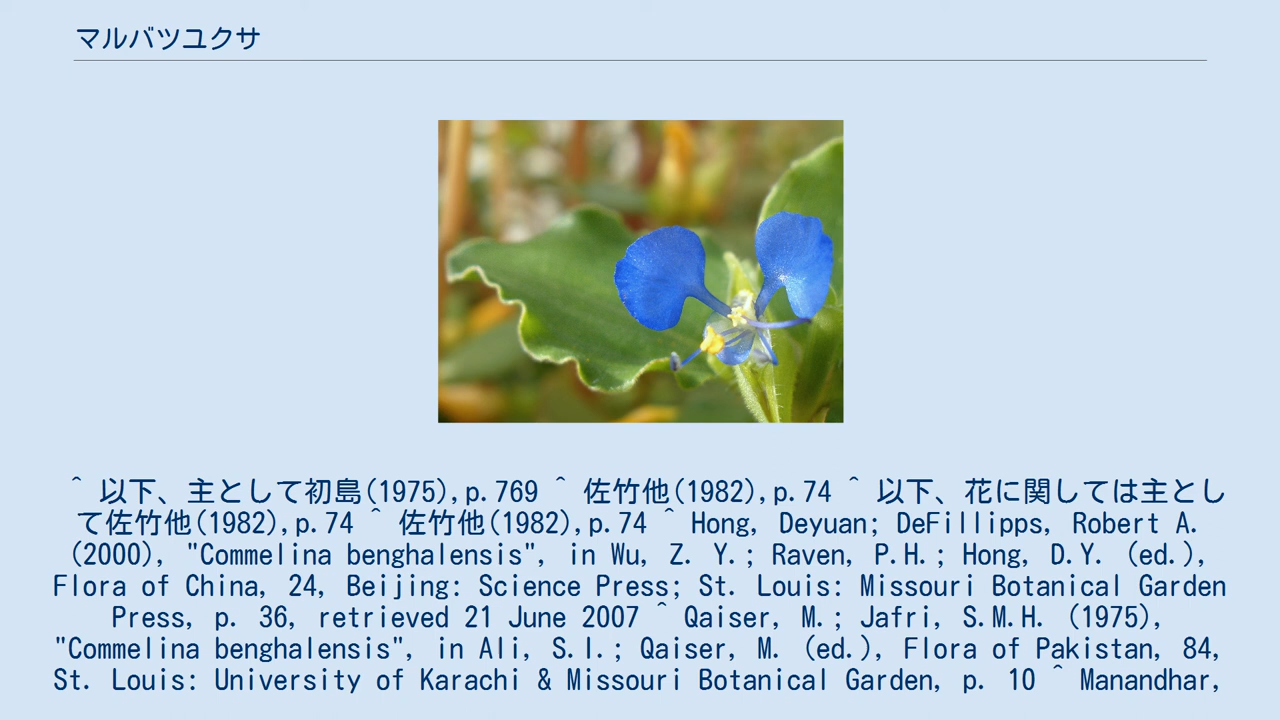 マルバツユクサ
^ 以下、主として初島(1975),p.769 ^ 佐竹他(1982),p.74 ^ 以下、花に関しては主とし
て佐竹他(1982),p.74 ^ 佐竹他(1982),p.74 ^ Hong, Deyuan; DeFillipps, Robert A.
(2000), "Commelina benghalensis", in Wu, Z. Y.; Raven, P.H.; Hong, D.Y. (ed.),
Flora of China, 24, Beijing: Science Press; St. Louis: Missouri Botanical Garden
Press, p. 36, retrieved 21 June 2007 ^ Qaiser, M.; Jafri, S.M.H. (1975),
"Commelina benghalensis", in Ali, S.I.; Qaiser, M. (ed.), Flora of Pakistan, 84,
St. Louis: University of Karachi & Missouri Botanical Garden, p. 10 ^ Manandhar,